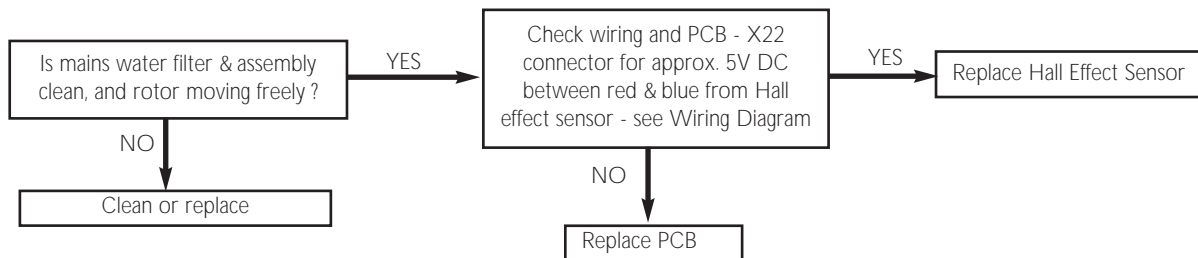 Is mains water filter & assembly
clean, and rotor moving freely ?
YES
NO
Clean or replace
Check wiring and PCB - X22
connector for approx. 5V DC
between red & blue from Hall
effect sensor - see Wiring Diagram
YES
NO
Replace PCB
Replace Hall Effect Sensor